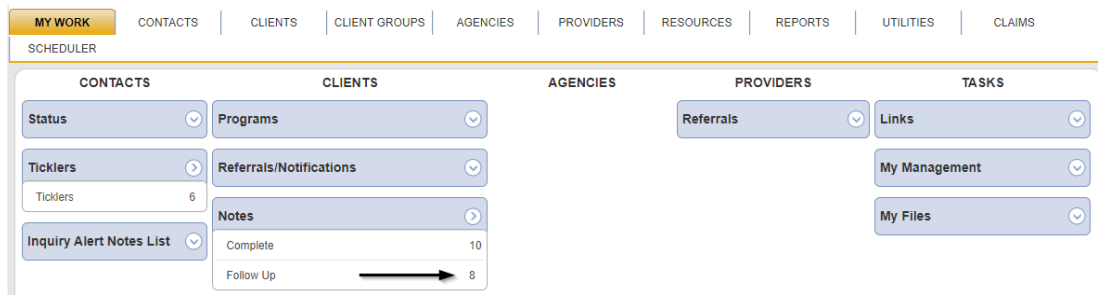 MY WORK CONTACTS CLIENTS CLIENT GROUPS AGENCIES PROVIDERS RESOURCES REPORTS UTILITIES CLAIMS
SCHEDULER
CONTACTS CLIENTS AGENCIES PROVIDERS TASKS
Status Programs Referrals Links
Ticklers Referrals/Notifications My Management
Ticklers 6
Notes My Files
Inquiry Alert Notes List Complete 10
Follow Up 8